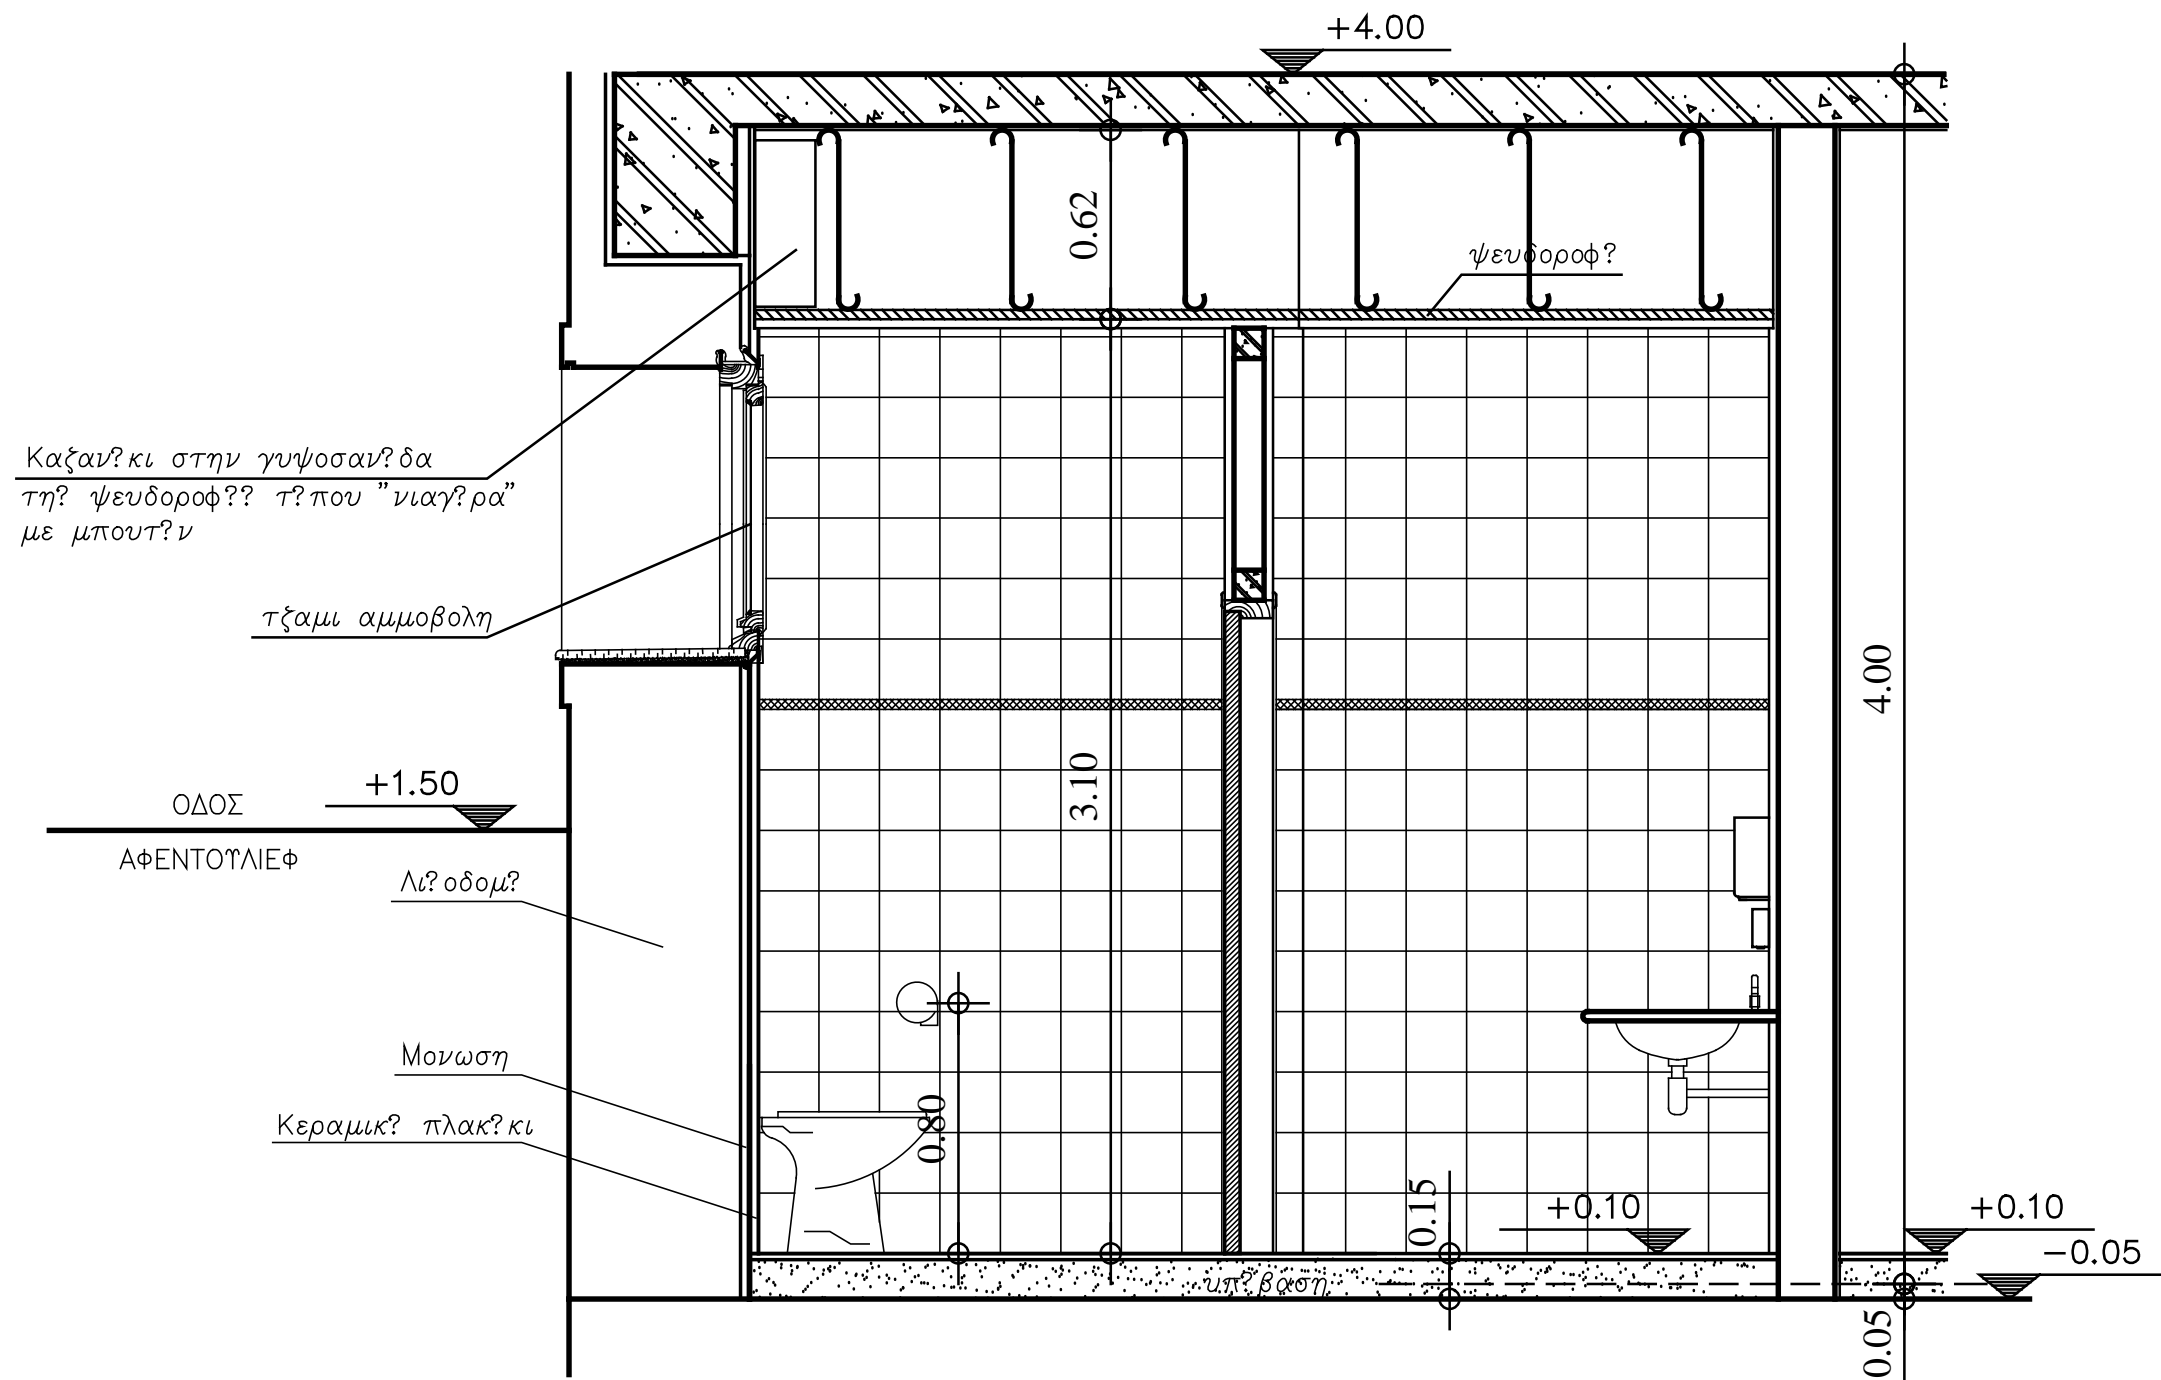 +4.00
0.62
ψευδοροφ?
Καζαν?κι στην γυψοσαν?δα
τη? ψευδοροφ?? τ?που "νιαγ?ρα"
με μπουτ?ν
τζαμι αμμοβολη
4.00
3.10
+1.50
ΟΔΟΣ
ΑΦΕΝΤΟΥΛΙΕΦ
Λι?οδομ?
Μονωση
Κεραμικ? πλακ?κι
0.80
0.15
+0.10
+0.10
-0.05
υπ?βαση
0.05